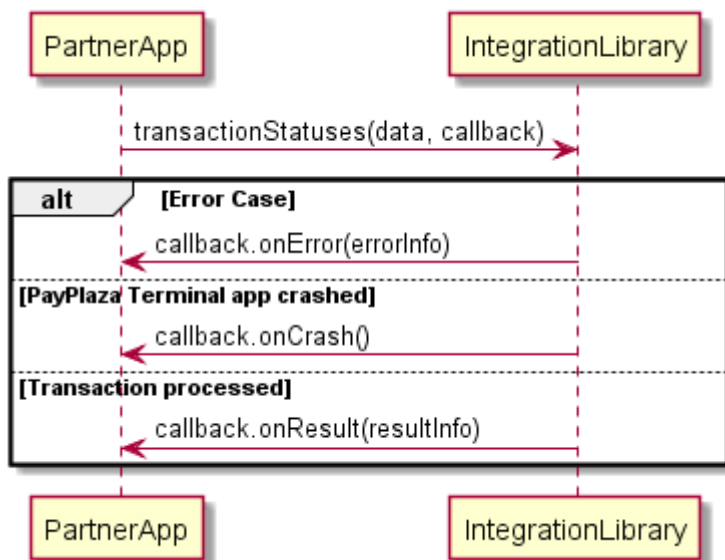 PartnerApp
IntegrationLibrary
transactionStatuses(data, callback)
alt
[Error Case]
callback.onError(errorInfo)
[PayPlaza Terminal app crashed]
callback.onCrash()
[Transaction processed]
callback.onResult(resultInfo)
PartnerApp
IntegrationLibrary